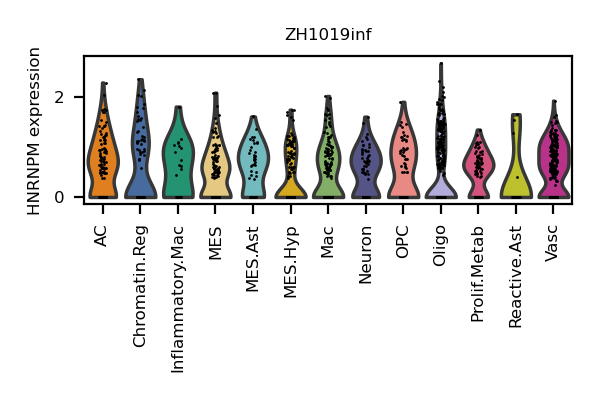 ZH1019inf
HNRNPM expression
2
0
AC
Chromatin.Reg
Inflammatory.Mac
MES
MES.Ast
MES.Hyp
Mac
Neuron
OPC
Oligo
Prolif.Metab
Reactive.Ast
Vasc